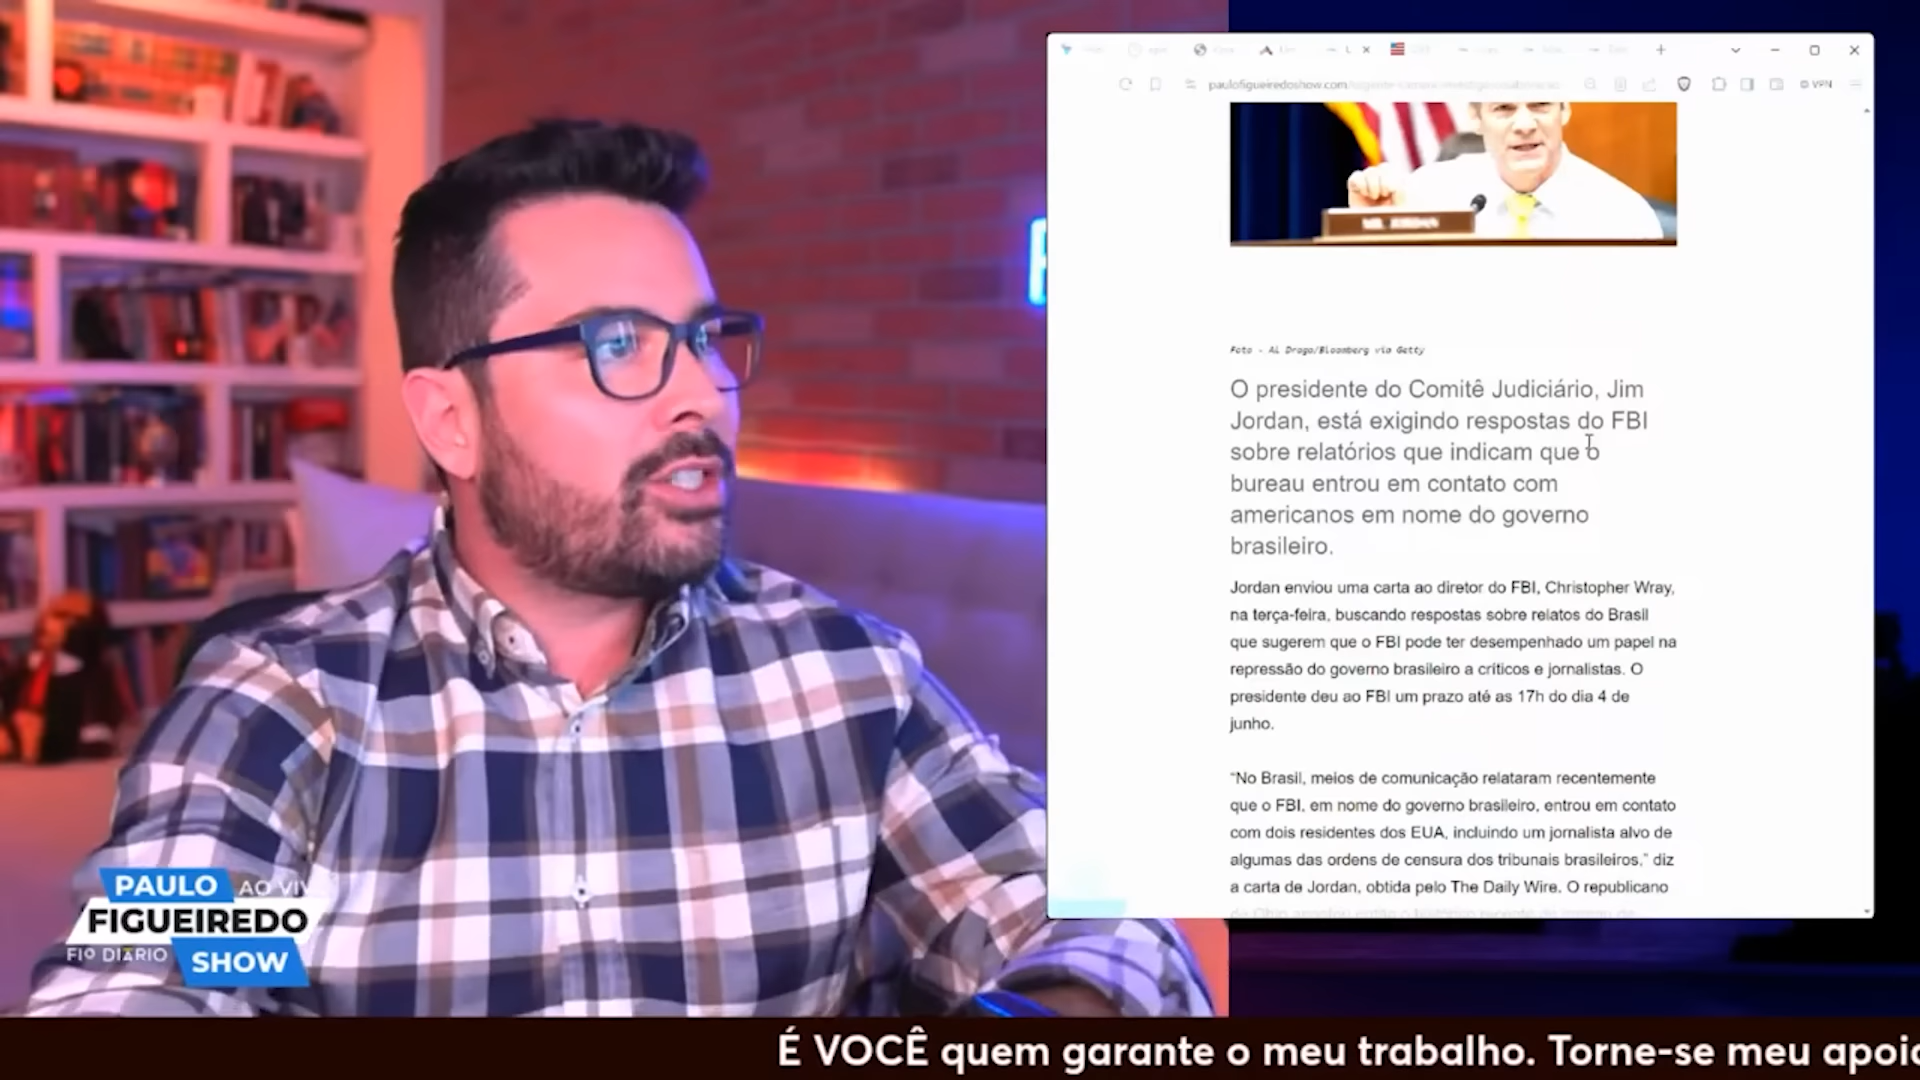 paulofigueiredoshow.com
VPN
MR. JORDAN
Foto - Al Drago/Bloomberg via Getty
O presidente do Comitê Judiciário, Jim
Jordan, está exigindo respostas do FBI
sobre relatórios que indicam que o
bureau entrou em contato com
americanos em nome do governo
brasileiro.
Jordan enviou uma carta ao diretor do FBI, Christopher Wray,
na terça-feira, buscando respostas sobre relatos do Brasil
que sugerem que o FBI pode ter desempenhado um papel na
repressão do governo brasileiro a críticos e jornalistas. O
presidente deu ao FBI um prazo até as 17h do dia 4 de
junho.
“No Brasil, meios de comunicação relataram recentemente
que o FBI, em nome do governo brasileiro, entrou em contato
com dois residentes dos EUA, incluindo um jornalista alvo de
algumas das ordens de censura dos tribunais brasileiros,” diz
a carta de Jordan, obtida pelo The Daily Wire. O republicano
PAULO AO VIV
FIGUEIREDO
FIO DIÁRIO SHOW
É VOCÊ quem garante o meu trabalho. Torne-se meu apoia